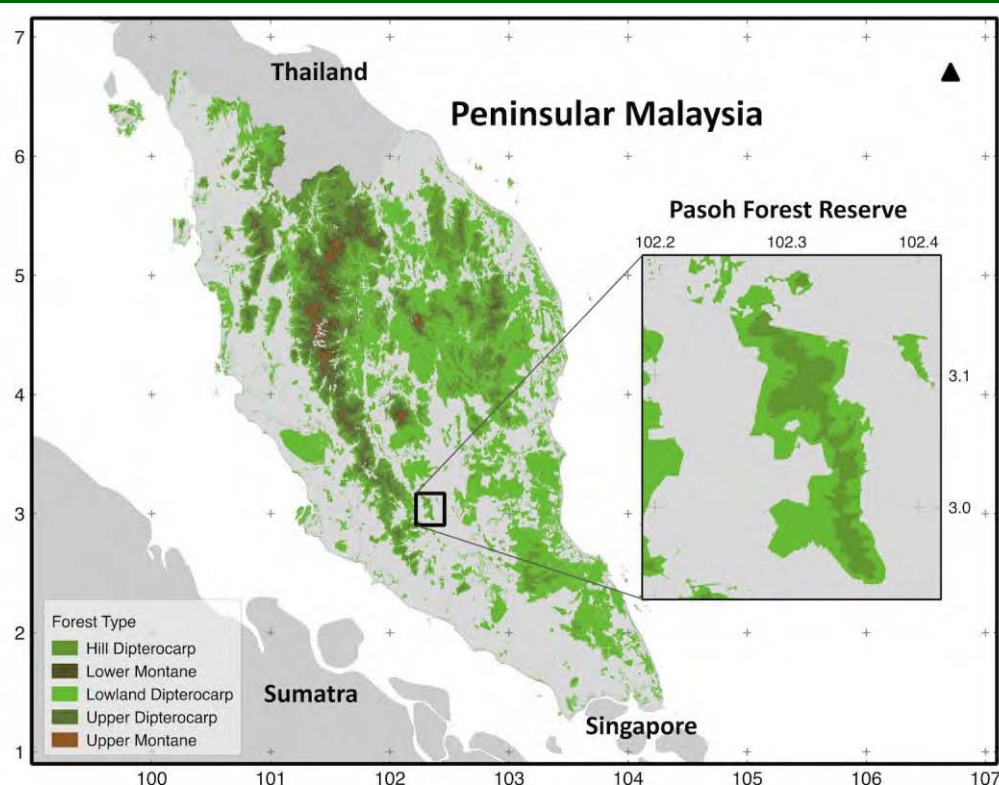 Thailand
Peninsular Malaysia
Pasoh Forest Reserve
102.2 102.3 102.4
3.1
3.0
7
6
5
4
3
2
1
Forest Type
Hill Dipterocarp
Lower Montane
Lowland Dipterocarp
Upper Dipterocarp
Upper Montane
Sumatra
Singapore
100 101 102 103 104 105 106 107